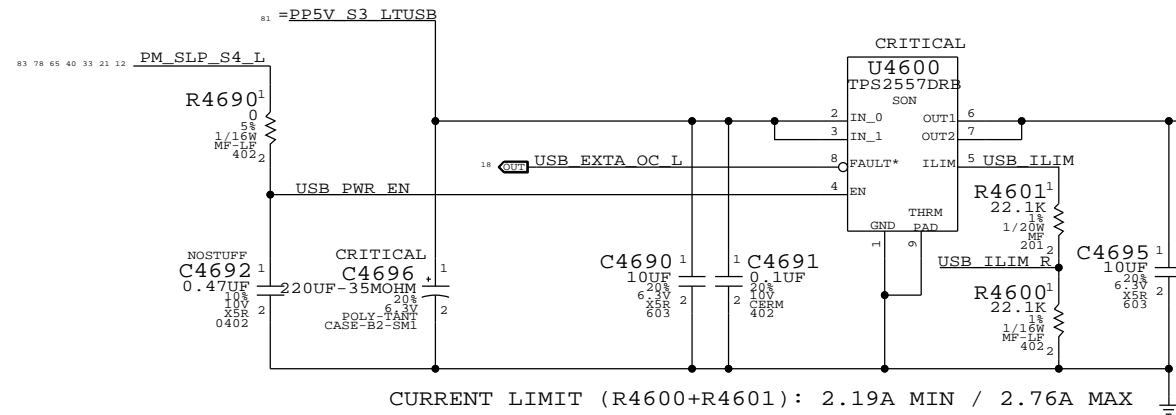 81 =PP5V_S3_LTUSB
83 78 65 40 33 21 12 PM_SLP_S4_L
R4690 1
0
5%
1/16W
MF-LF
402 2
CRITICAL
U4600
TPS2557DRB
SON
2 IN_0
3 IN_1
8 FAULT*
4 EN
OUT1 6
OUT2 7
ILIM 5 USB_ILIM
THRM
GND PAD
1 9
18 OUT USB_EXTA_OC_L
USB_PWR_EN
NOSTUFF
C4692 1
0.47UF
10%
10V
X5R
0402
2
CRITICAL
C4696 1
220UF-35MOHM
20%
6.3V
POLY-TANT
CASE-B2-SM1
+
2
C4690 1
10UF
20%
6.3V
X5R
603
2
1 C4691
0.1UF
20%
10V
CERM
402
2
R4601 1
22.1K
1%
1/20W
MF
201 2
USB_ILIM_R
R4600 1
22.1K
1%
1/16W
MF-LF
402 2
C4695 1
10UF
20%
6.3V
X5R
603
2
CURRENT LIMIT (R4600+R4601): 2.19A MIN / 2.76A MAX